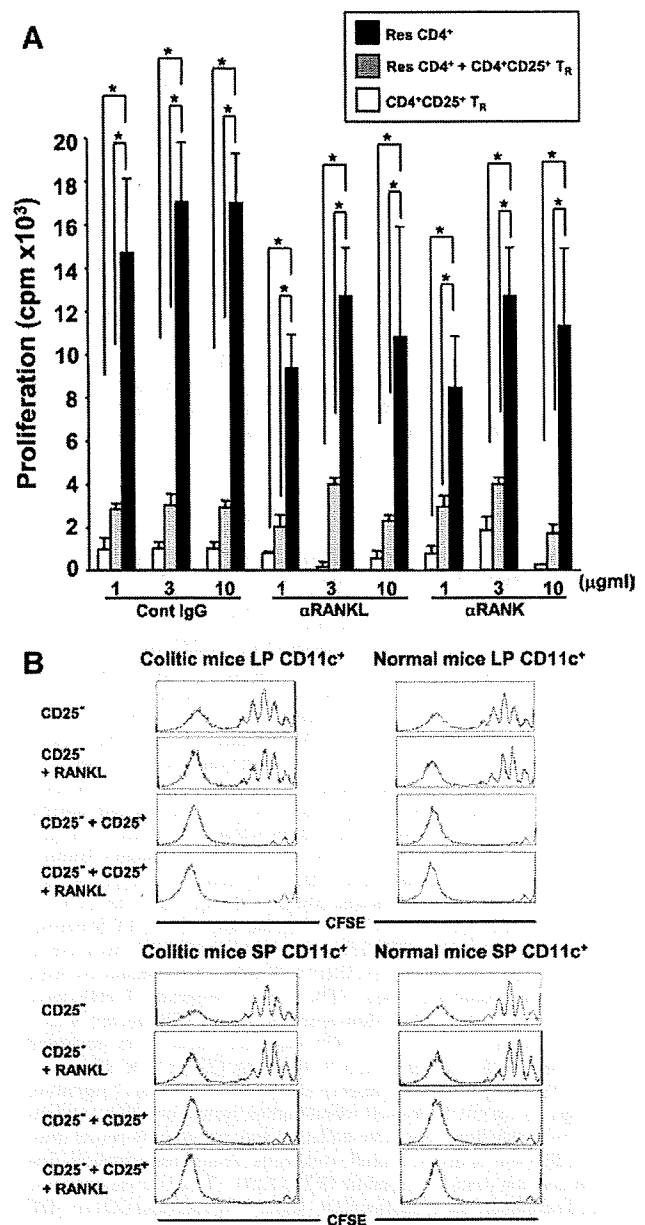 A
Res CD4⁺
Res CD4⁺ + CD4⁺CD25⁺ T_R
CD4⁺CD25⁺ T_R
* * *
* * *
* * *
* * *
* * *
* * *
Proliferation (cpm x10³)
20
18
16
14
12
10
8
6
4
2
0
1 3 10 1 3 10 1 3 10 (μgml)
Cont IgG αRANKL αRANK
B
Colitic mice LP CD11c⁺ Normal mice LP CD11c⁺
CD25⁻
CD25⁻
+ RANKL
CD25⁻ + CD25⁺
CD25⁻ + CD25⁺
+ RANKL
CFSE
Colitic mice SP CD11c⁺ Normal mice SP CD11c⁺
CD25⁻
CD25⁻
+ RANKL
CD25⁻ + CD25⁺
CD25⁻ + CD25⁺
+ RANKL
CFSE